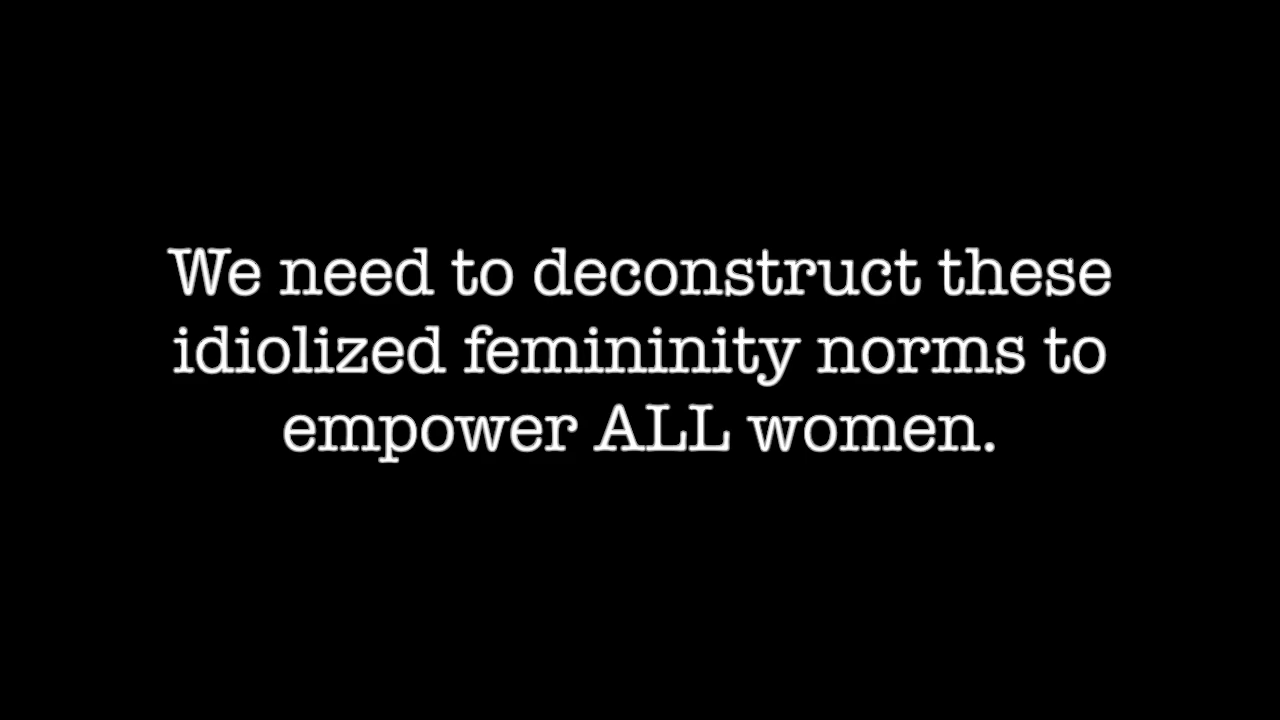 We need to deconstruct these
idiolized femininity norms to
empower ALL women.